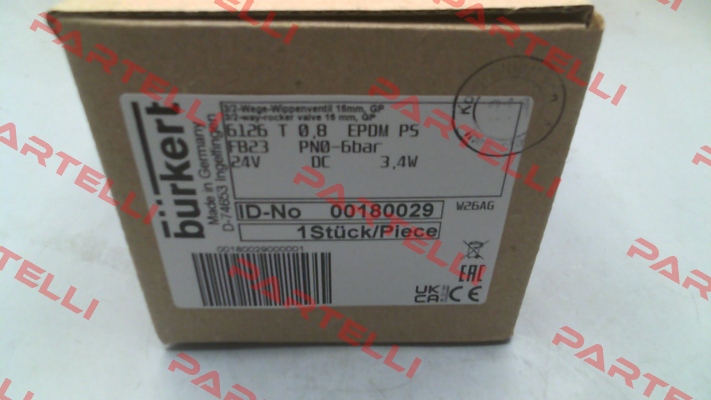 bürkert
Made in Germany
D-74653 Ingelfingen
3/2-Wege-Wippenventil 16mm, GP
3/2-way-rocker valve 16 mm, GP
6126 T 0,8 EPDM PS
FB23 PN0-6bar
24V DC 3,4W
ID-No 00180029
W26AG
1Stück/Piece
00180029000001
EAC
UK
CA CE
PARTELLI
PARTELLI
PARTELLI
PARTELLI
PARTELLI